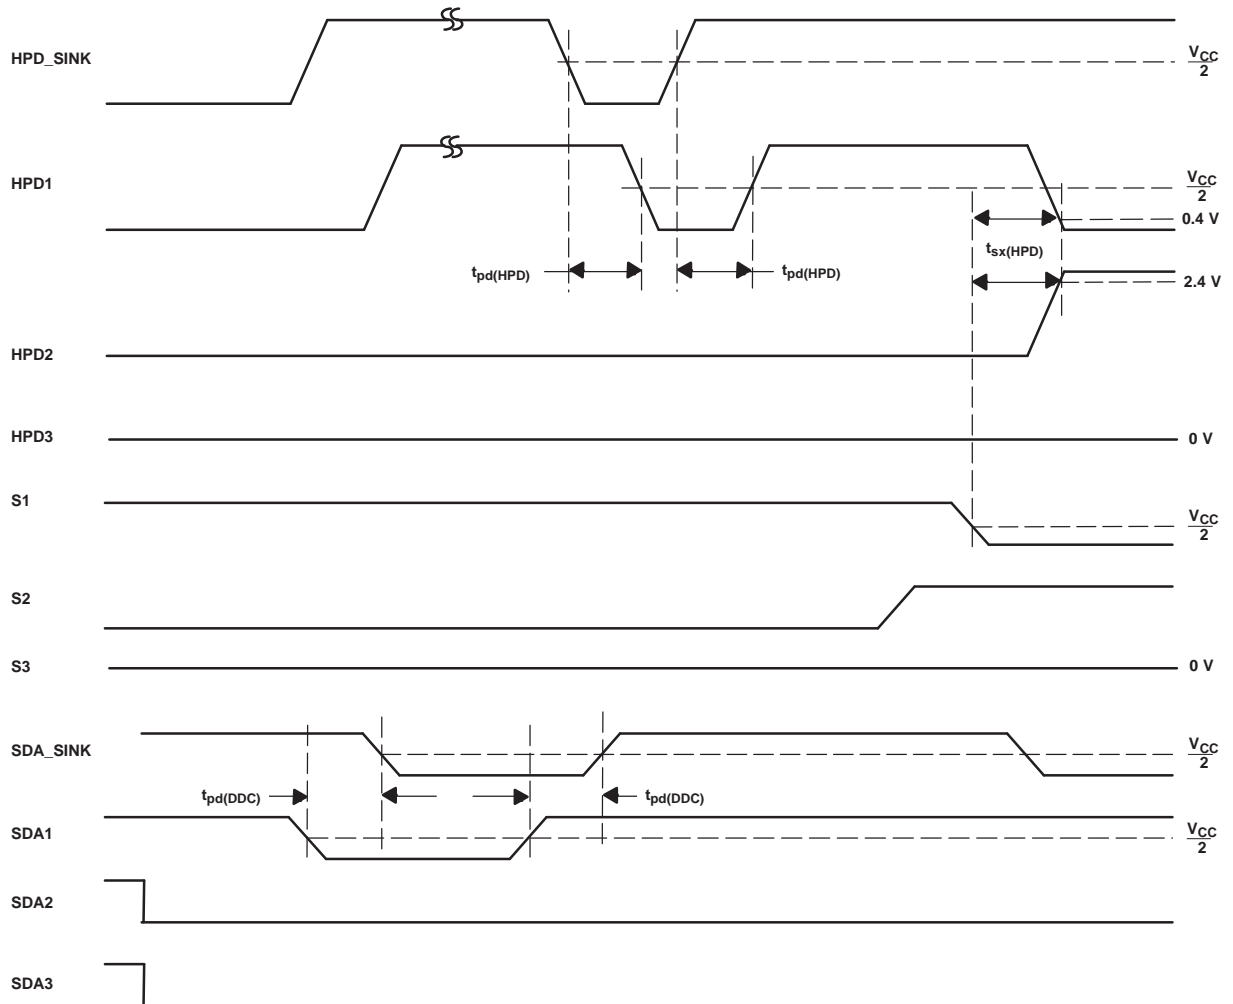 HPD_SINK
VCC
2
HPD1
VCC
2
0.4 V
tsx(HPD)
tpd(HPD)
tpd(HPD)
2.4 V
HPD2
HPD3
0 V
S1
VCC
2
S2
S3
0 V
SDA_SINK
VCC
2
tpd(DDC)
tpd(DDC)
SDA1
VCC
2
SDA2
SDA3